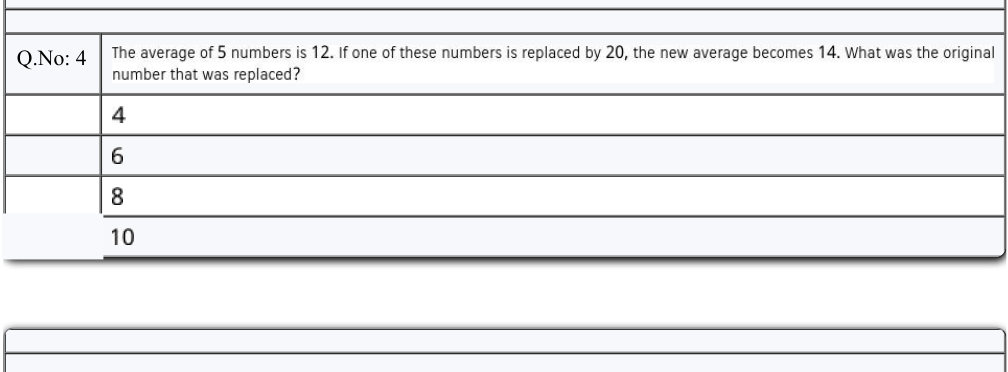 Q.No: 4
The average of 5 numbers is 12. If one of these numbers is replaced by 20, the new average becomes 14. What was the original
number that was replaced?
4
6
8
10